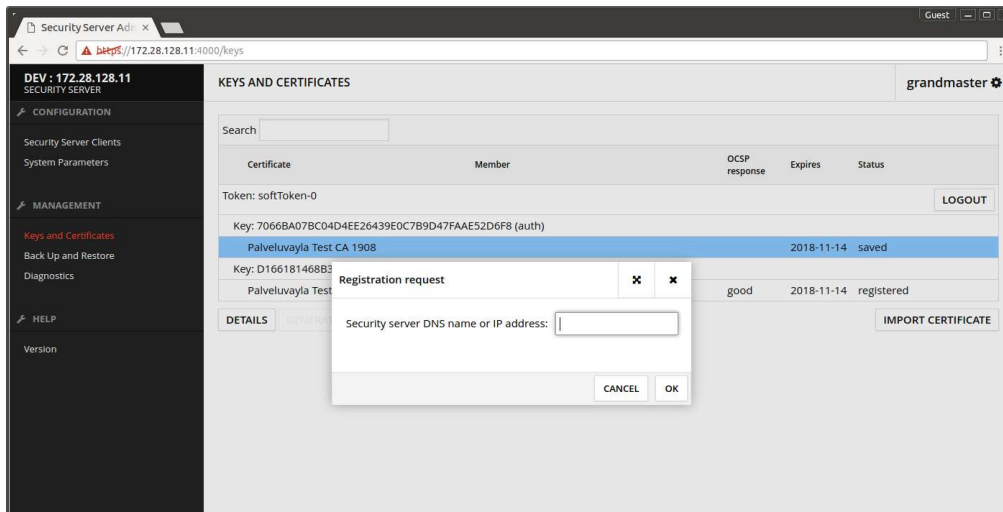 Guest
Security Server Adm
https://172.28.128.11:4000/keys
DEV : 172.28.128.11
SECURITY SERVER
KEYS AND CERTIFICATES
grandmaster
CONFIGURATION
Security Server Clients
System Parameters
MANAGEMENT
Keys and Certificates
Back Up and Restore
Diagnostics
HELP
Version
Search
Certificate Member OCSP response Expires Status
Token: softToken-0 LOGOUT
Key: 7066BA07BC04D4EE26439E0C7B9D47FAAE52D6F8 (auth)
Palveluvayla Test CA 1908 2018-11-14 saved
Key: D166181468B3
Palveluvayla Test good 2018-11-14 registered
DETAILS IMPORT CERTIFICATE
Registration request
Security server DNS name or IP address:
CANCEL OK